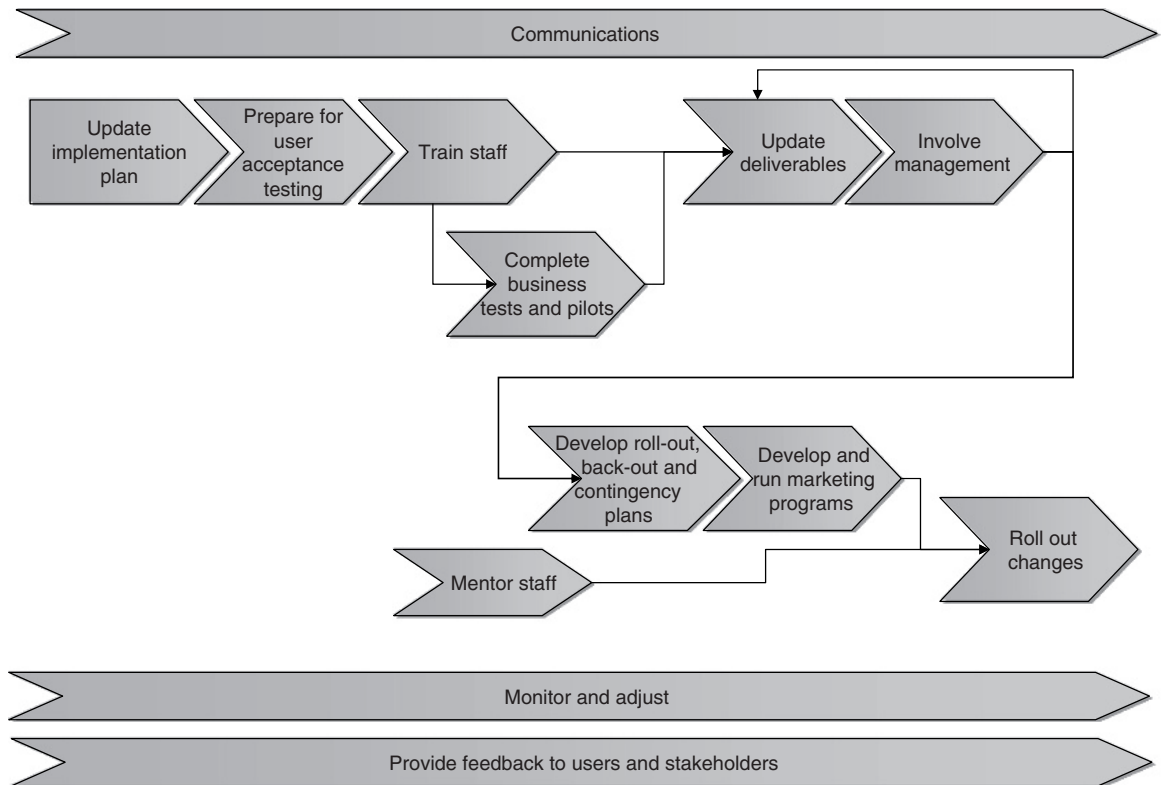 Communications
Update
implementation
plan
Prepare for
user
acceptance
testing
Train staff
Update
deliverables
Involve
management
Complete
business
tests and pilots
Develop roll-out,
back-out and
contingency
plans
Develop and
run marketing
programs
Roll out
changes
Mentor staff
Monitor and adjust
Provide feedback to users and stakeholders